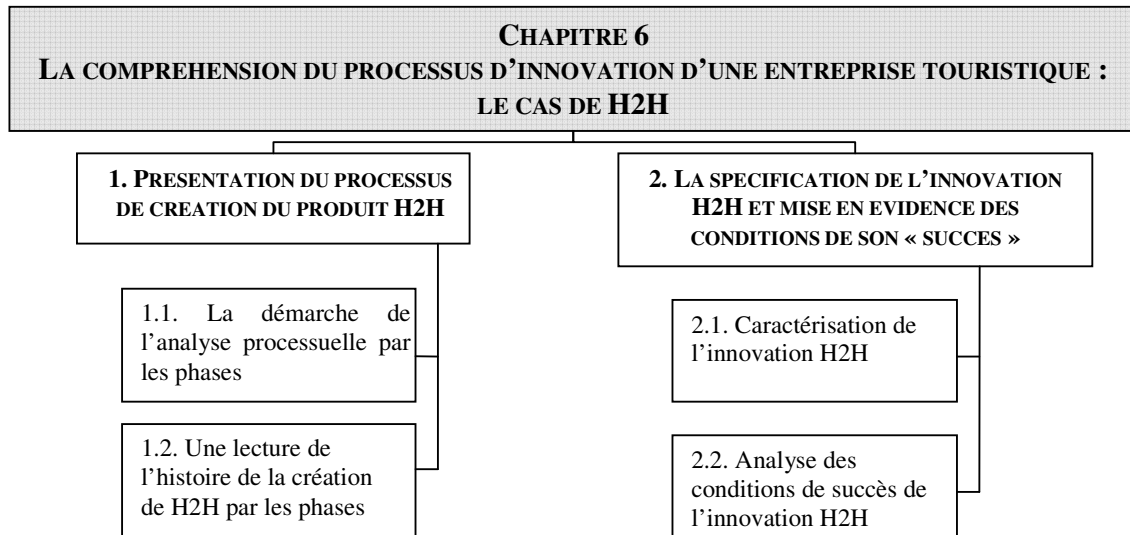 CHAPITRE 6
LA COMPREHENSION DU PROCESSUS D'INNOVATION D'UNE ENTREPRISE TOURISTIQUE :
LE CAS DE H2H
1. PRESENTATION DU PROCESSUS
DE CREATION DU PRODUIT H2H
1.1. La démarche de
l'analyse processuelle par
les phases
1.2. Une lecture de
l'histoire de la création
de H2H par les phases
2. LA SPECIFICATION DE L'INNOVATION
H2H ET MISE EN EVIDENCE DES
CONDITIONS DE SON « SUCCES »
2.1. Caractérisation de
l'innovation H2H
2.2. Analyse des
conditions de succès de
l'innovation H2H